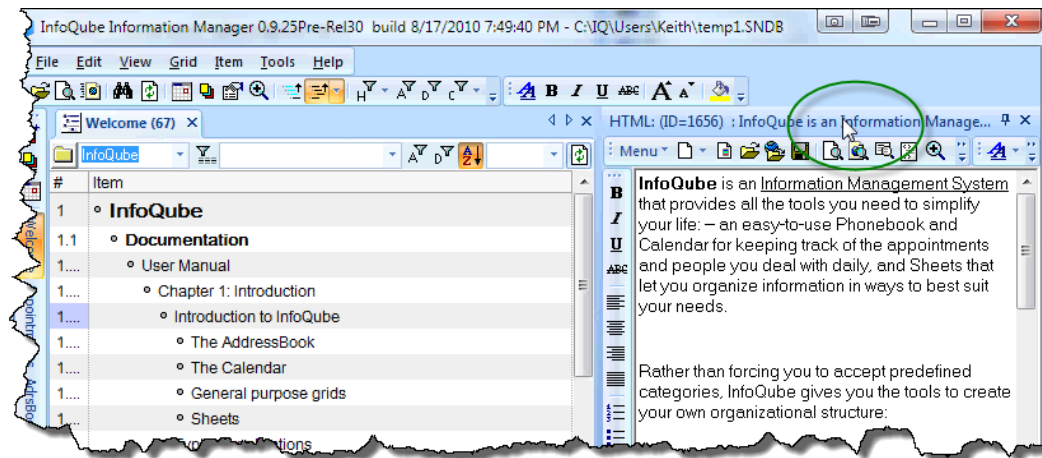 InfoQube Information Manager 0.9.25Pre-Rel30 build 8/17/2010 7:49:40 PM - C:\IQ\Users\Keith\temp1.SNDB
File Edit View Grid Item Tools Help
Welcome (67)
InfoQube
# Item
1 InfoQube
1.1 Documentation
1.... User Manual
1.... Chapter 1: Introduction
1.... Introduction to InfoQube
1.... The AddressBook
1.... The Calendar
1.... General purpose grids
1.... Sheets
Welcome
AdrsBo
HTML: (ID=1656) : InfoQube is an Information Manage...
Menu
B
I
U
ABC
InfoQube is an Information Management System
that provides all the tools you need to simplify
your life: – an easy-to-use Phonebook and
Calendar for keeping track of the appointments
and people you deal with daily, and Sheets that
let you organize information in ways to best suit
your needs.
Rather than forcing you to accept predefined
categories, InfoQube gives you the tools to create
your own organizational structure: